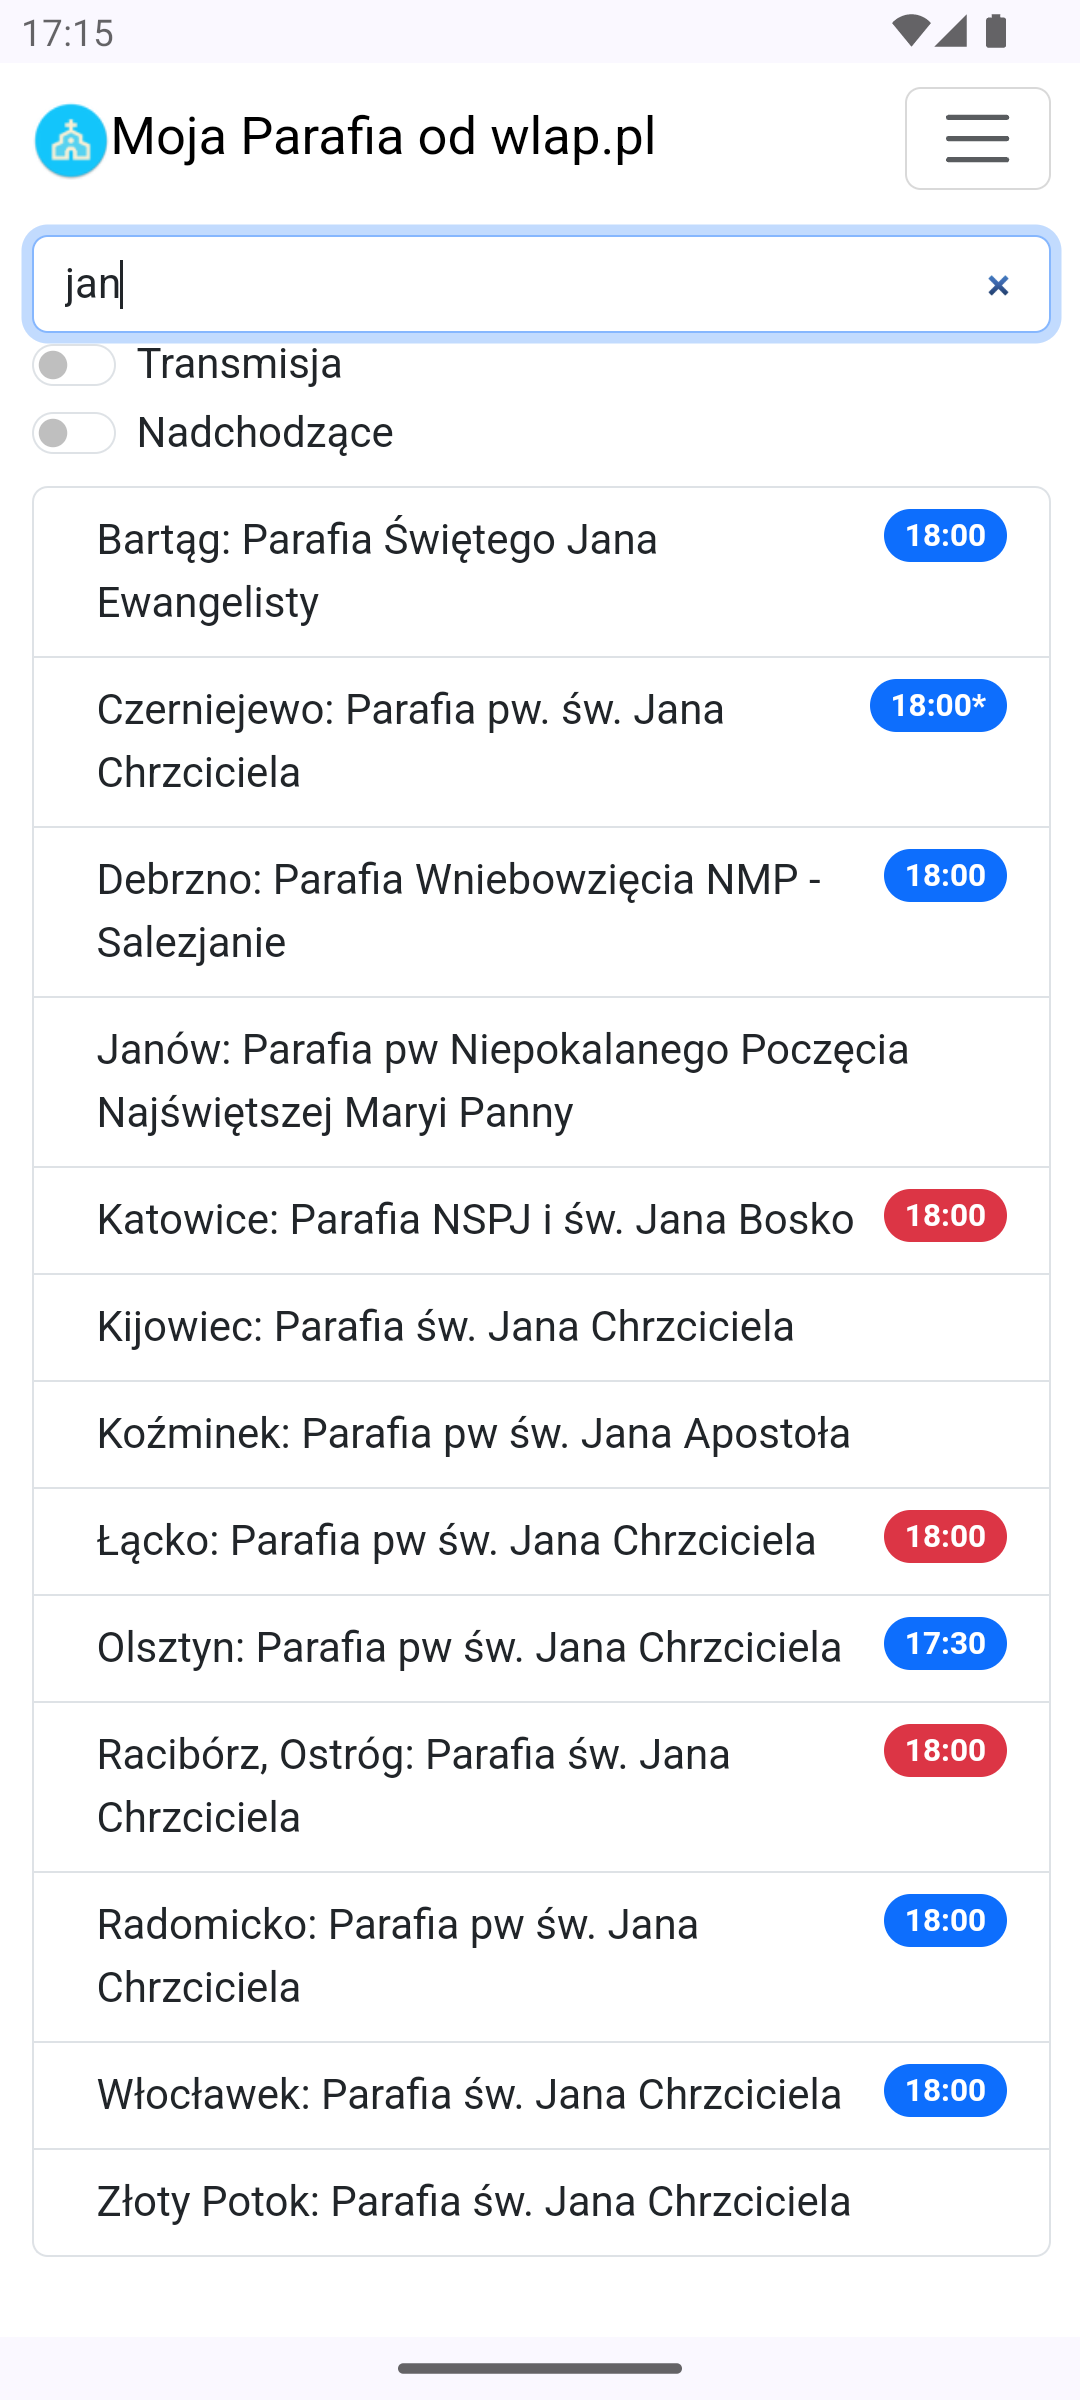 17:15
Moja Parafia od wlap.pl
jan
×
Transmisja
Nadchodzące
Bartąg: Parafia Świętego Jana 18:00
Ewangelisty
Czerniejewo: Parafia pw. św. Jana 18:00*
Chrzciciela
Debrzno: Parafia Wniebowzięcia NMP - 18:00
Salezjanie
Janów: Parafia pw Niepokalanego Poczęcia
Najświętszej Maryi Panny
Katowice: Parafia NSPJ i św. Jana Bosko 18:00
Kijowiec: Parafia św. Jana Chrzciciela
Koźminek: Parafia pw św. Jana Apostoła
Łącko: Parafia pw św. Jana Chrzciciela 18:00
Olsztyn: Parafia pw św. Jana Chrzciciela 17:30
Racibórz, Ostróg: Parafia św. Jana 18:00
Chrzciciela
Radomicko: Parafia pw św. Jana 18:00
Chrzciciela
Włocławek: Parafia św. Jana Chrzciciela 18:00
Złoty Potok: Parafia św. Jana Chrzciciela